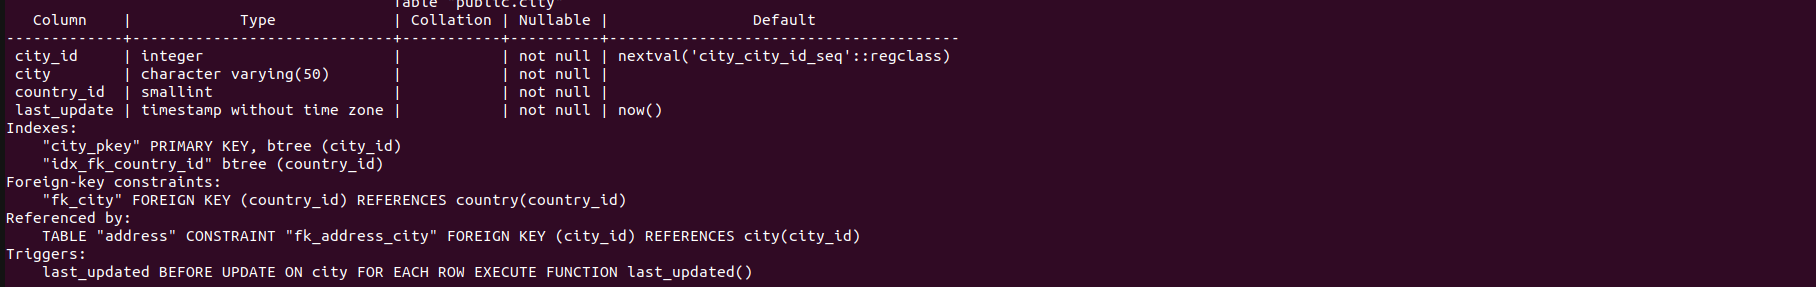 Table "public.city"
   Column    |            Type             | Collation | Nullable |                Default
-------------+-----------------------------+-----------+----------+---------------------------------------
 city_id     | integer                     |           | not null | nextval('city_city_id_seq'::regclass)
 city        | character varying(50)       |           | not null |
 country_id  | smallint                    |           | not null |
 last_update | timestamp without time zone |           | not null | now()
Indexes:
    "city_pkey" PRIMARY KEY, btree (city_id)
    "idx_fk_country_id" btree (country_id)
Foreign-key constraints:
    "fk_city" FOREIGN KEY (country_id) REFERENCES country(country_id)
Referenced by:
    TABLE "address" CONSTRAINT "fk_address_city" FOREIGN KEY (city_id) REFERENCES city(city_id)
Triggers:
    last_updated BEFORE UPDATE ON city FOR EACH ROW EXECUTE FUNCTION last_updated()